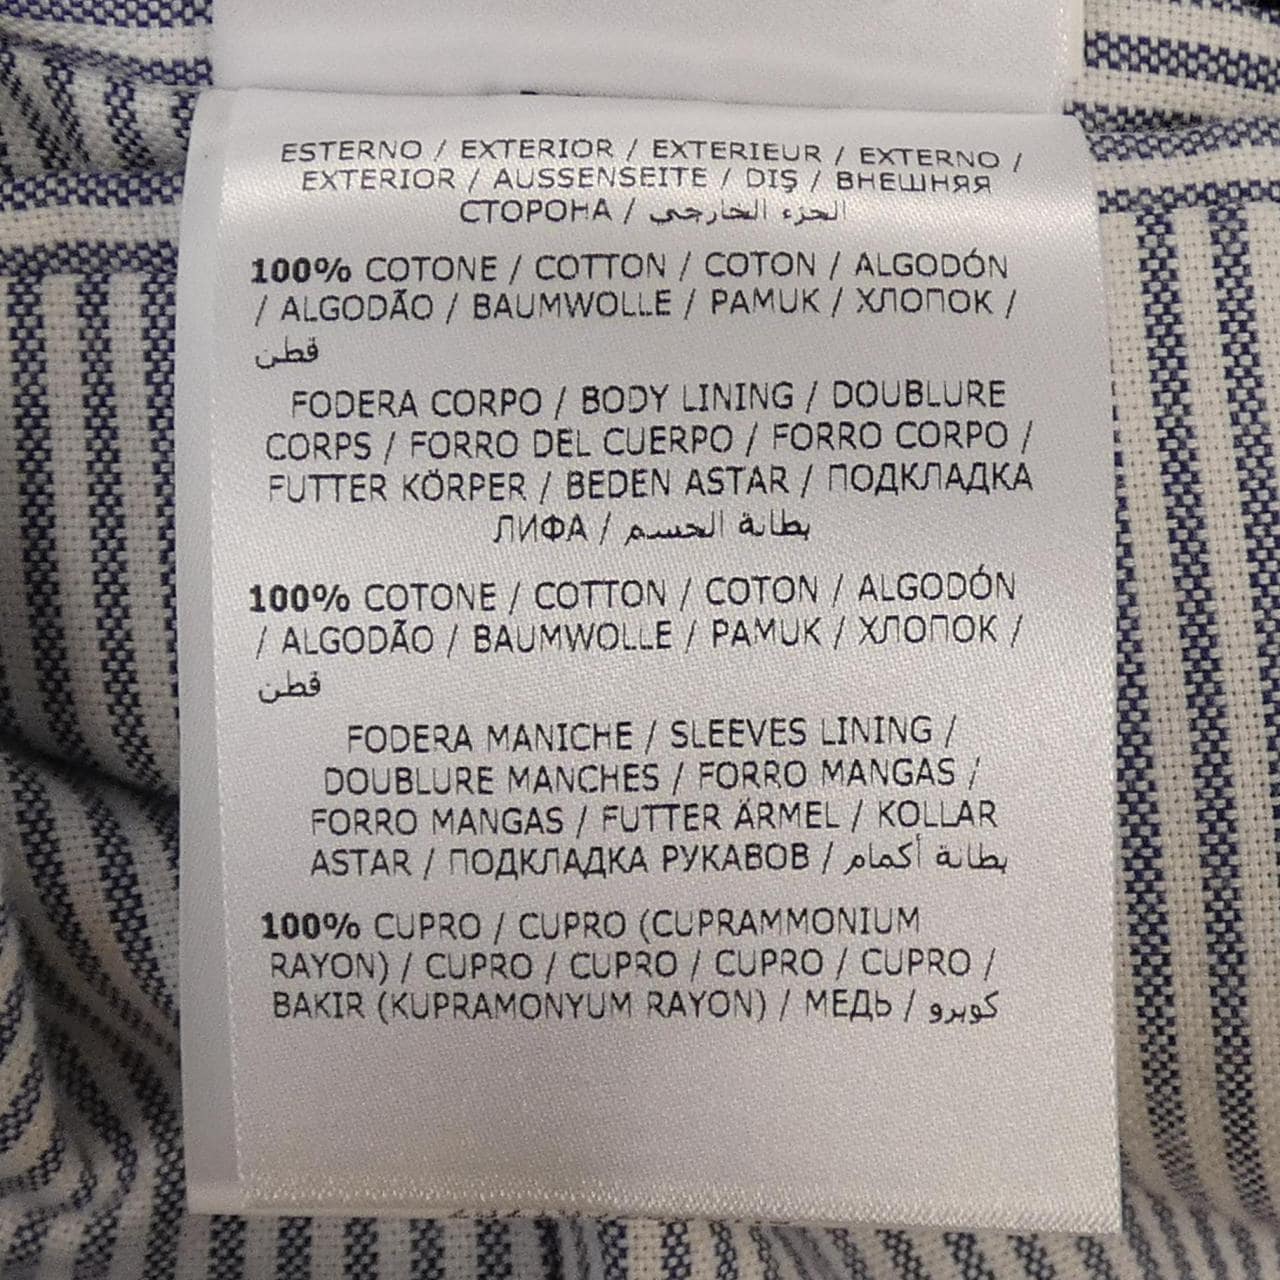 ESTERNO / EXTERIOR / EXTERIEUR / EXTERNO /
EXTERIOR / AUSSENSEITE / DIŞ / ВНЕШНЯЯ
СТОРОНА / الجزء الخارجي
100% COTONE / COTTON / COTON / ALGODÓN
/ ALGODÃO / BAUMWOLLE / PAMUK / ХЛОПОК /
قطن
FODERA CORPO / BODY LINING / DOUBLURE
CORPS / FORRO DEL CUERPO / FORRO CORPO /
FUTTER KÖRPER / BEDEN ASTAR / ПОДКЛАДКА
ЛИФА / بطانة الجسم
100% COTONE / COTTON / COTON / ALGODÓN
/ ALGODÃO / BAUMWOLLE / PAMUK / ХЛОПОК /
قطن
FODERA MANICHE / SLEEVES LINING /
DOUBLURE MANCHES / FORRO MANGAS /
FORRO MANGAS / FUTTER ÄRMEL / KOLLAR
ASTAR / ПОДКЛАДКА РУКАВОВ / بطانة أكمام
100% CUPRO / CUPRO (CUPRAMMONIUM
RAYON) / CUPRO / CUPRO / CUPRO / CUPRO /
BAKIR (KUPRAMONYUM RAYON) / МЕДЬ / كوبرو